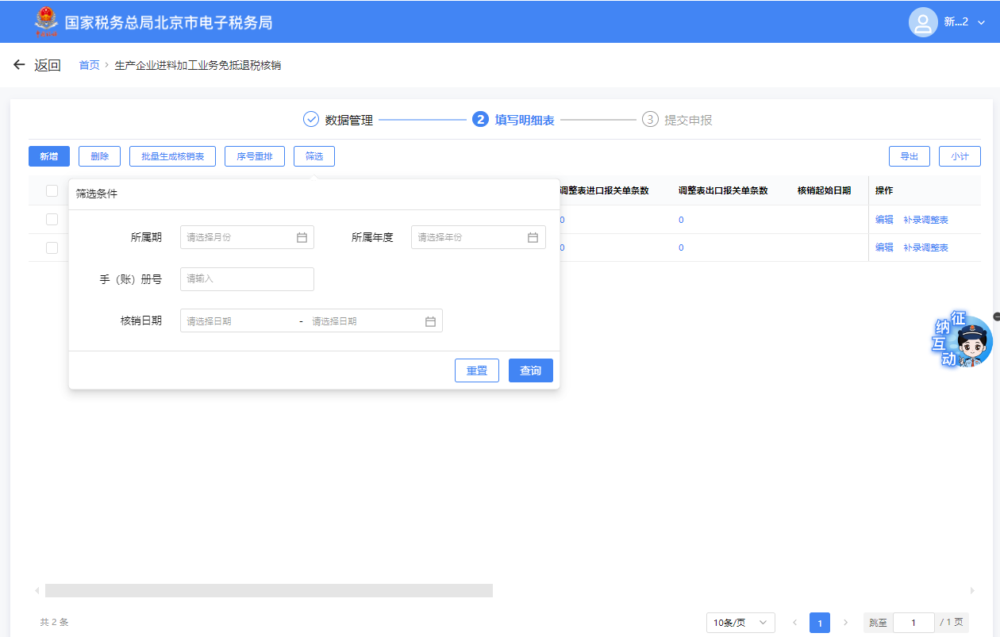 国家税务总局北京市电子税务局
新...2
返回 首页 > 生产企业进料加工业务免抵退税核销
数据管理 2 填写明细表 3 提交申报
新增 删除 批量生成核销表 序号重排 筛选 导出 小计
筛选条件 调整表进口报关单条数 调整表出口报关单条数 核销起始日期 操作
0 0 编辑 补录调整表
所属期 请选择月份 所属年度 请选择年份
0 0 编辑 补录调整表
手（账）册号 请输入
核销日期 请选择日期 - 请选择日期
征纳互动
重置 查询
共 2 条 10条/页 < 1 > 跳至 1 / 1 页